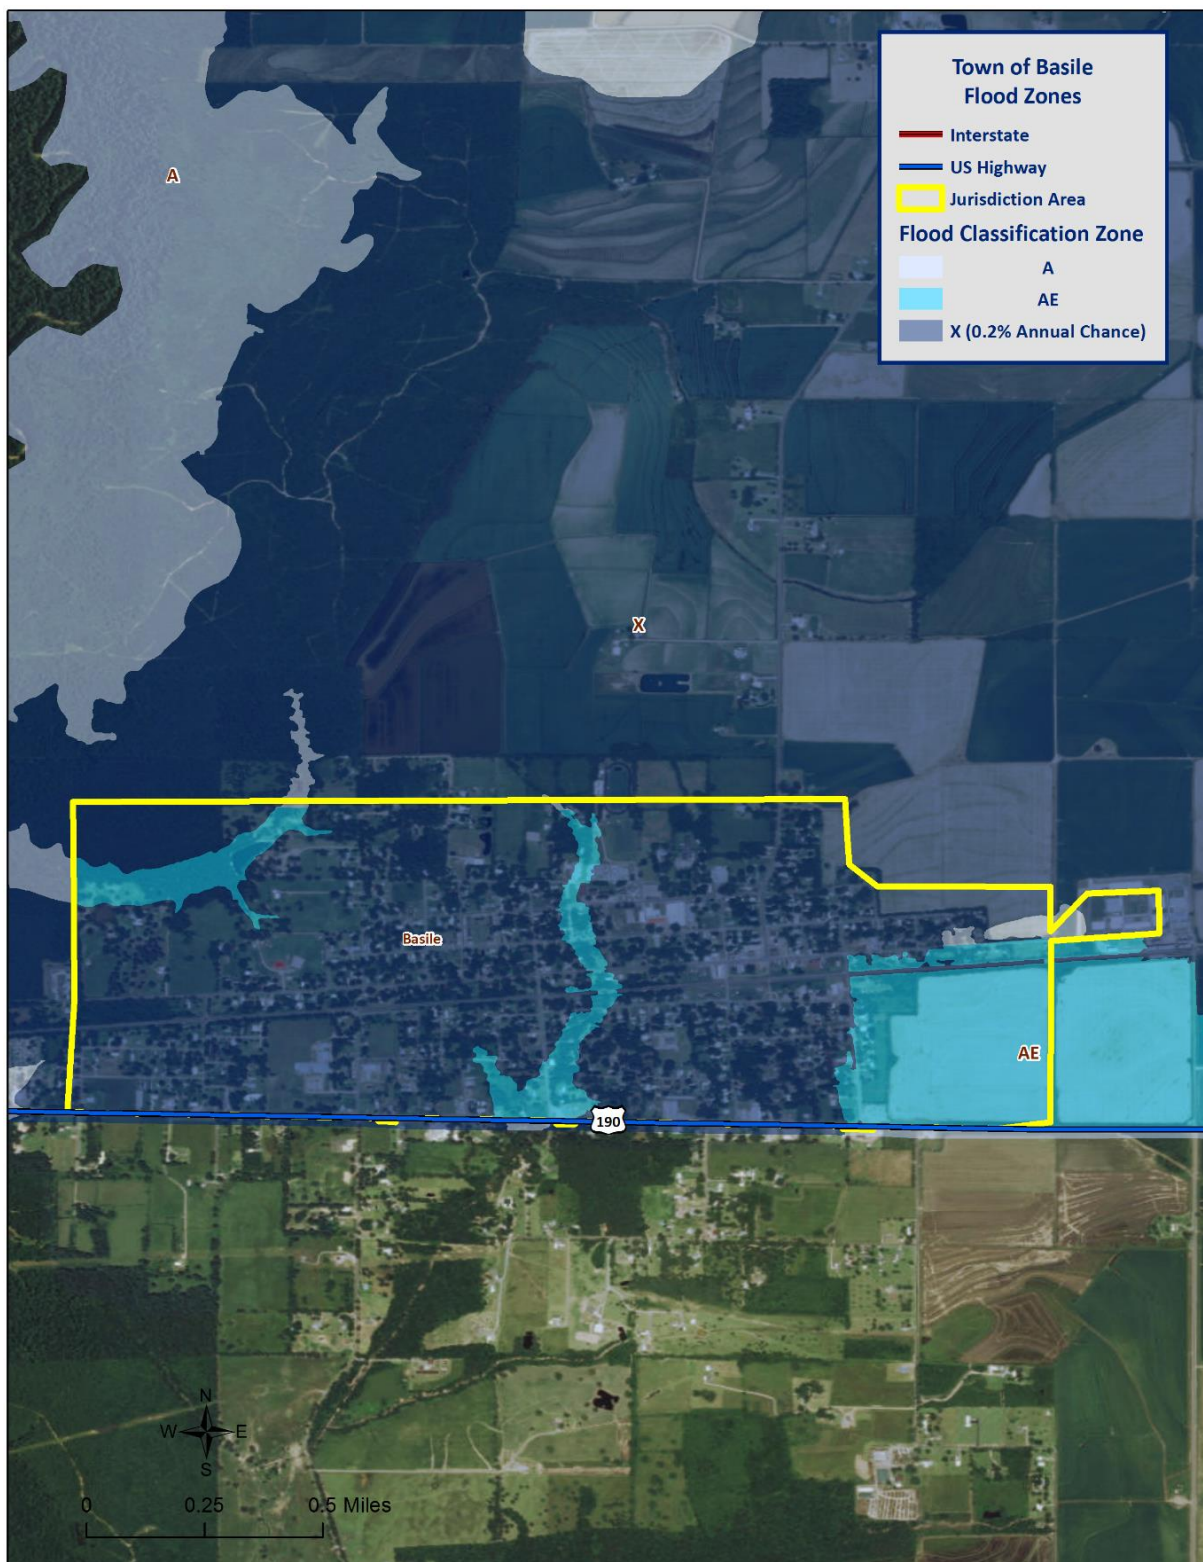 Town of Basile
Flood Zones
Interstate
US Highway
Jurisdiction Area
Flood Classification Zone
A
AE
X (0.2% Annual Chance)
A
X
Basile
AE
190
N
W E
S
0 0.25 0.5 Miles